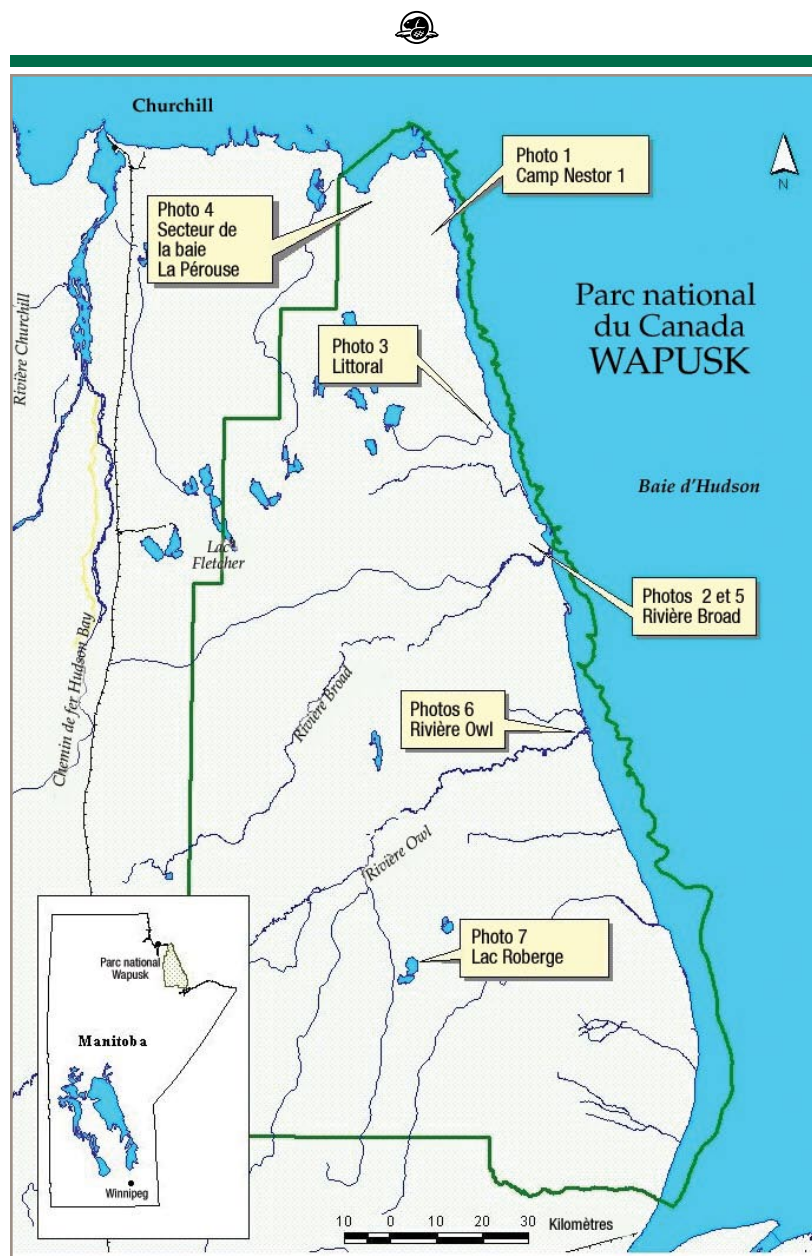 Churchill
Photo 1
Camp Nestor 1
N
Photo 4
Secteur de
la baie
La Pérouse
Parc national
du Canada
WAPUSK
Rivière Churchill
Photo 3
Littoral
Baie d'Hudson
Lac
Fletcher
Photos 2 et 5
Rivière Broad
Chemin de fer Hudson Bay
Rivière Broad
Photos 6
Rivière Owl
Rivière Owl
Photo 7
Lac Roberge
Parc national
Wapusk
Manitoba
Winnipeg
10 0 10 20 30 Kilomètres